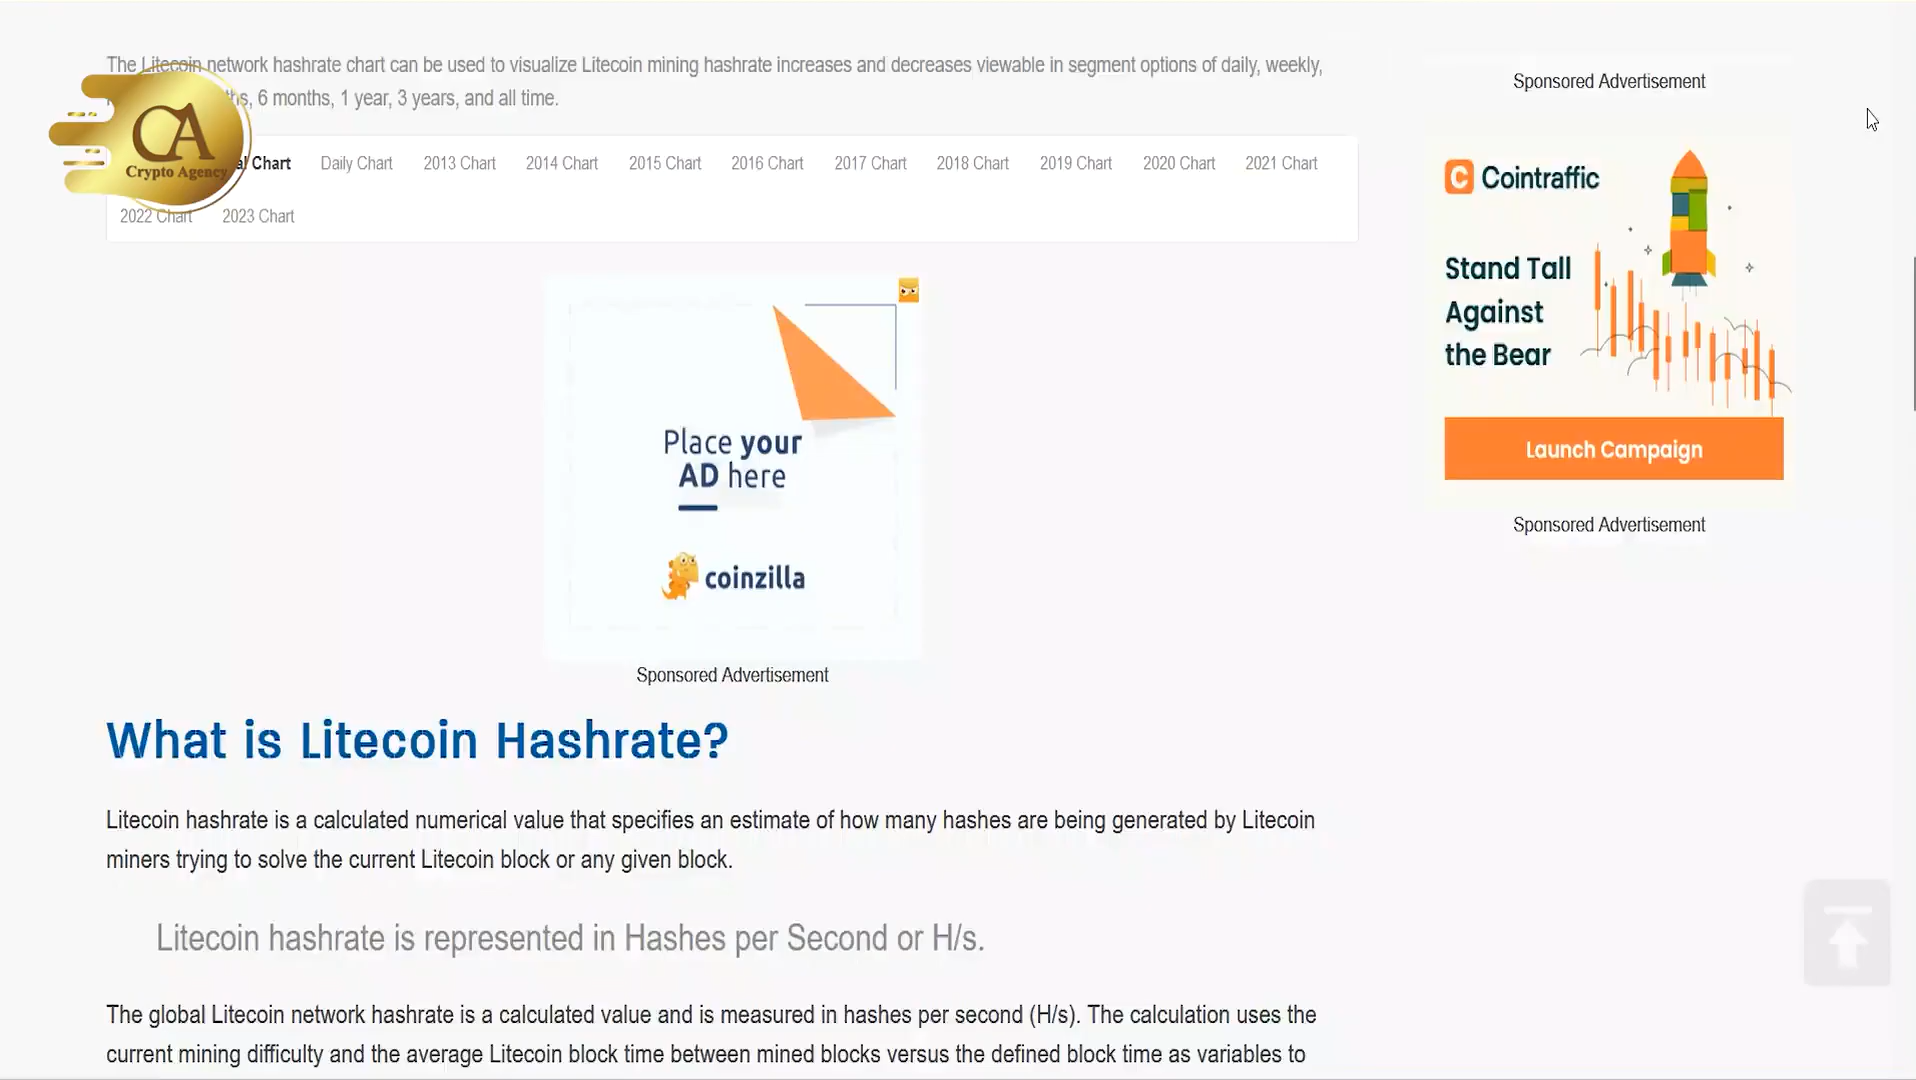 The Litecoin network hashrate chart can be used to visualize Litecoin mining hashrate increases and decreases viewable in segment options of daily, weekly,
6 months, 1 year, 3 years, and all time.
CA
Crypto Agency
Chart Daily Chart 2013 Chart 2014 Chart 2015 Chart 2016 Chart 2017 Chart 2018 Chart 2019 Chart 2020 Chart 2021 Chart
2022 Chart 2023 Chart
Place your
AD here
coinzilla
Sponsored Advertisement
What is Litecoin Hashrate?
Litecoin hashrate is a calculated numerical value that specifies an estimate of how many hashes are being generated by Litecoin
miners trying to solve the current Litecoin block or any given block.
Litecoin hashrate is represented in Hashes per Second or H/s.
The global Litecoin network hashrate is a calculated value and is measured in hashes per second (H/s). The calculation uses the
current mining difficulty and the average Litecoin block time between mined blocks versus the defined block time as variables to
Sponsored Advertisement
C Cointraffic
Stand Tall
Against
the Bear
Launch Campaign
Sponsored Advertisement